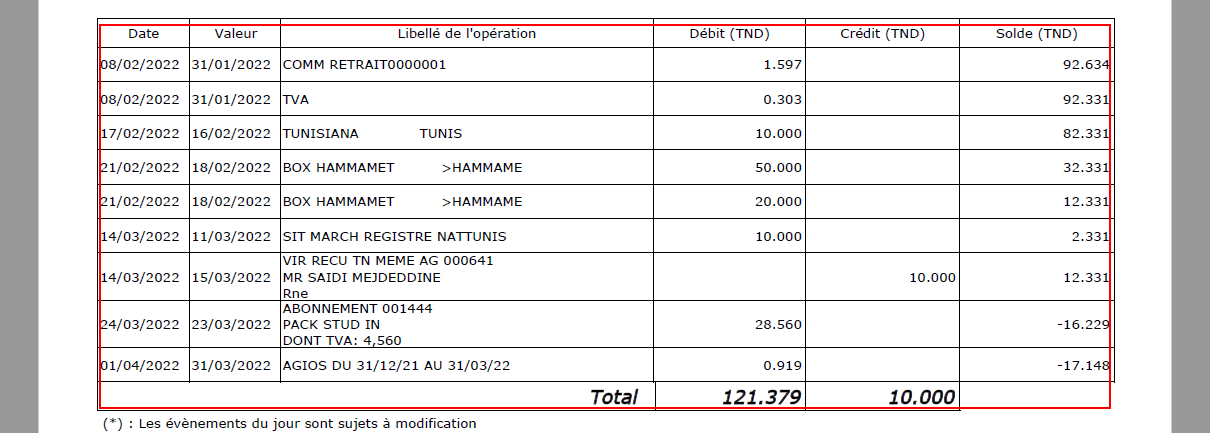 Date Valeur Libellé de l'opération Débit (TND) Crédit (TND) Solde (TND)
08/02/2022 31/01/2022 COMM RETRAIT0000001 1.597 92.634
08/02/2022 31/01/2022 TVA 0.303 92.331
17/02/2022 16/02/2022 TUNISIANA TUNIS 10.000 82.331
21/02/2022 18/02/2022 BOX HAMMAMET >HAMMAME 50.000 32.331
21/02/2022 18/02/2022 BOX HAMMAMET >HAMMAME 20.000 12.331
14/03/2022 11/03/2022 SIT MARCH REGISTRE NATTUNIS 10.000 2.331
VIR RECU TN MEME AG 000641
14/03/2022 15/03/2022 MR SAIDI MEJDEDDINE 10.000 12.331
Rne
ABONNEMENT 001444
24/03/2022 23/03/2022 PACK STUD IN 28.560 -16.229
DONT TVA: 4,560
01/04/2022 31/03/2022 AGIOS DU 31/12/21 AU 31/03/22 0.919 -17.148
Total 121.379 10.000
(*) : Les évènements du jour sont sujets à modification